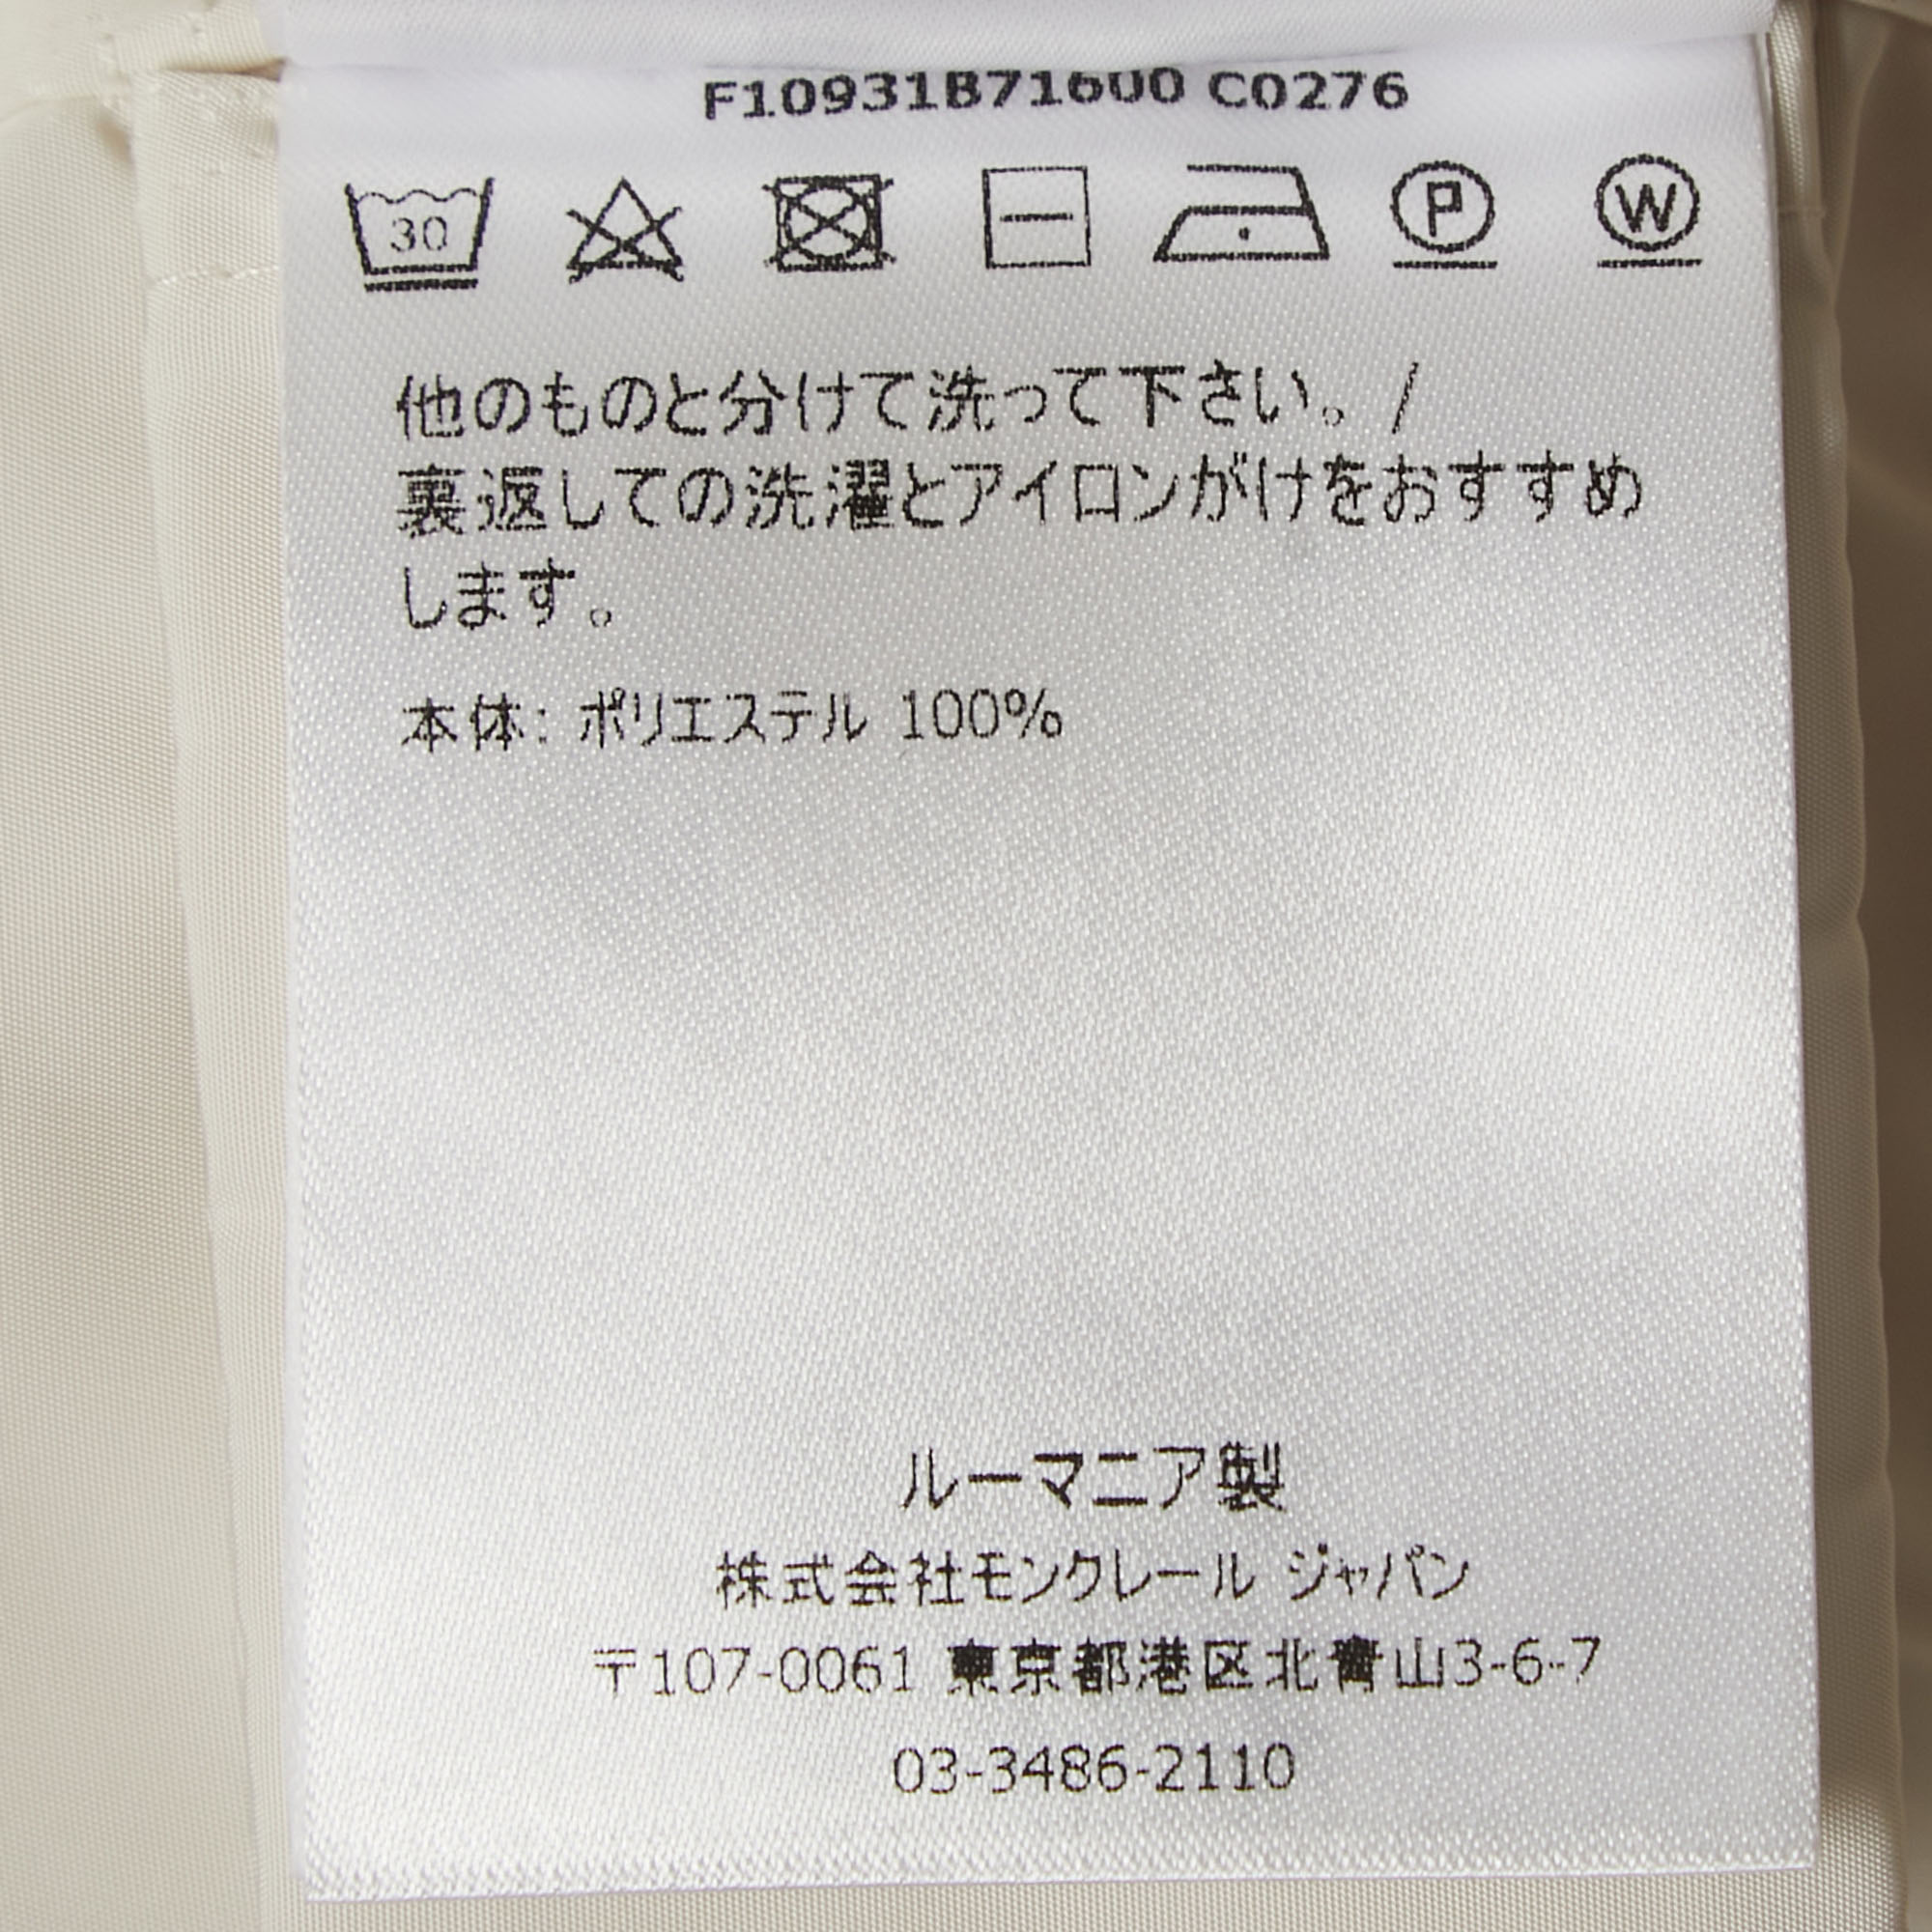 F10931B71600 C0276
30
P
W
他のものと分けて洗って下さい。/
裏返しての洗濯とアイロンがけをおすすめ
します。
本体: ポリエステル 100%
ルーマニア製
株式会社モンクレール ジャパン
〒107-0061 東京都港区北青山3-6-7
03-3486-2110